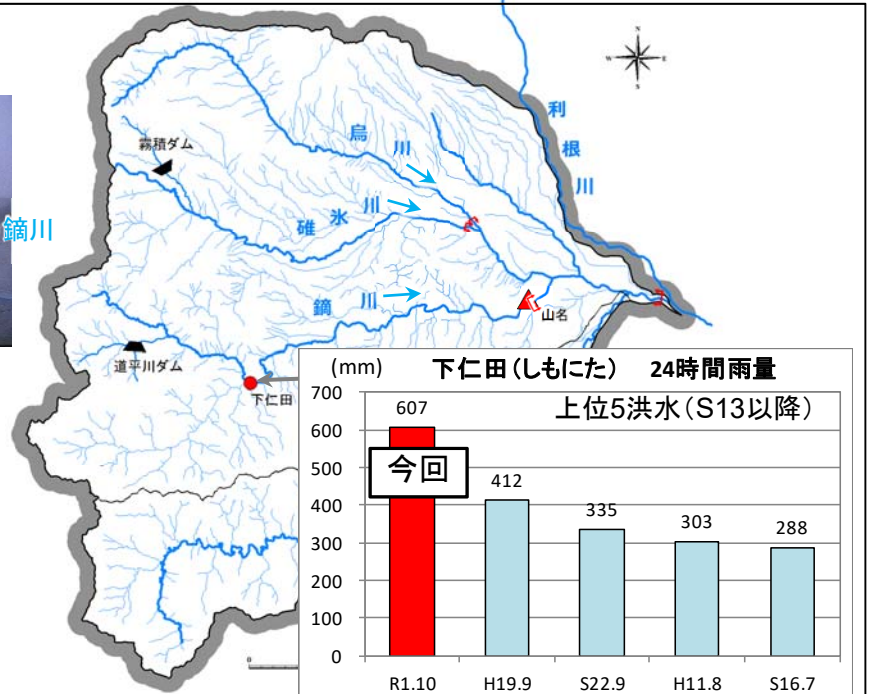 N
W E
S
利根川
烏川
霧積ダム
鏑川
碓氷川
鏑川
山名
道平川ダム
下仁田
(mm) 下仁田(しもにた) 24時間雨量
上位5洪水(S13以降)
今回
700
600
500
400
300
200
100
0
607
412
335
303
288
R1.10 H19.9 S22.9 H11.8 S16.7
0